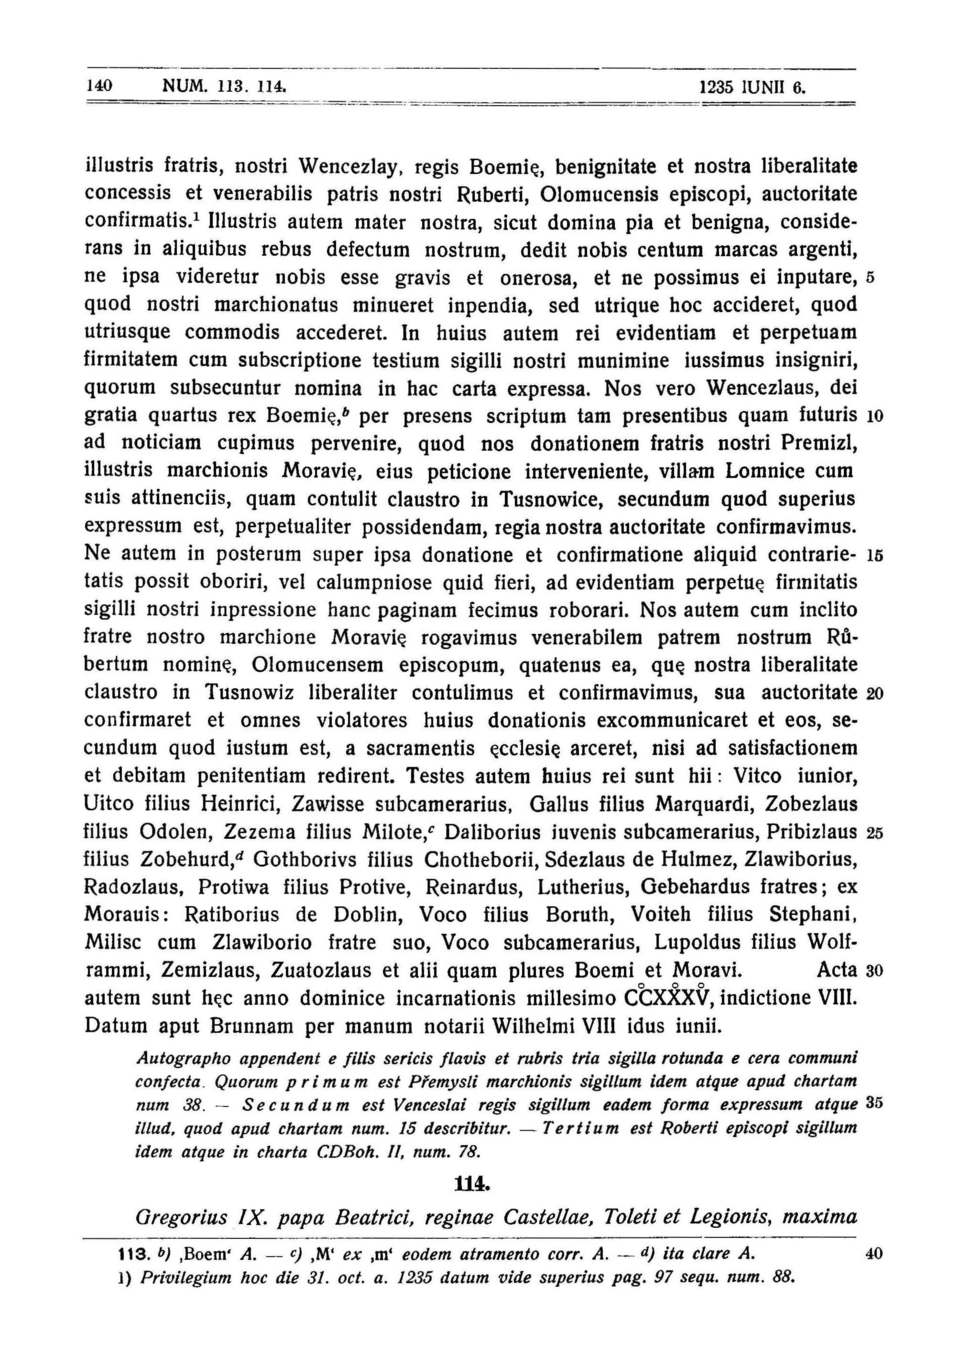 140 NUM. 113. 114. 1235 IUNII 6.
illustris fratris, nostri Wencezlay, regis Boemię, benignitate et nostra liberalitate
concessis et venerabilis patris nostri Ruberti, Olomucensis episcopi, auctoritate
confirmatis.¹ Illustris autem mater nostra, sicut domina pia et benigna, conside-
rans in aliquibus rebus defectum nostrum, dedit nobis centum marcas argenti,
ne ipsa videretur nobis esse gravis et onerosa, et ne possimus ei inputare, 5
quod nostri marchionatus minueret inpendia, sed utrique hoc accideret, quod
utriusque commodis accederet. In huius autem rei evidentiam et perpetuam
firmitatem cum subscriptione testium sigilli nostri munimine iussimus insigniri,
quorum subsecuntur nomina in hac carta expressa. Nos vero Wencezlaus, dei
gratia quartus rex Boemię,ᵇ per presens scriptum tam presentibus quam futuris 10
ad noticiam cupimus pervenire, quod nos donationem fratris nostri Premizl,
illustris marchionis Moravię, eius peticione interveniente, villam Lomnice cum
suis attinenciis, quam contulit claustro in Tusnowice, secundum quod superius
expressum est, perpetualiter possidendam, regia nostra auctoritate confirmavimus.
Ne autem in posterum super ipsa donatione et confirmatione aliquid contrarie- 15
tatis possit oboriri, vel calumpniose quid fieri, ad evidentiam perpetuę firmitatis
sigilli nostri inpressione hanc paginam fecimus roborari. Nos autem cum inclito
fratre nostro marchione Moravię rogavimus venerabilem patrem nostrum Rů-
bertum nominę, Olomucensem episcopum, quatenus ea, quę nostra liberalitate
claustro in Tusnowiz liberaliter contulimus et confirmavimus, sua auctoritate 20
confirmaret et omnes violatores huius donationis excommunicaret et eos, se-
cundum quod iustum est, a sacramentis ęcclesię arceret, nisi ad satisfactionem
et debitam penitentiam redirent. Testes autem huius rei sunt hii: Vitco iunior,
Uitco filius Heinrici, Zawisse subcamerarius, Gallus filius Marquardi, Zobezlaus
filius Odolen, Zezema filius Milote,ᶜ Daliborius iuvenis subcamerarius, Pribizlaus 25
filius Zobehurd,ᵈ Gothborivs filius Chotheborii, Sdezlaus de Hulmez, Zlawiborius,
Radozlaus, Protiwa filius Protive, Reinardus, Lutherius, Gebehardus fratres; ex
Morauis: Ratiborius de Doblin, Voco filius Boruth, Voiteh filius Stephani,
Milisc cum Zlawiborio fratre suo, Voco subcamerarius, Lupoldus filius Wolf-
rammi, Zemizlaus, Zuatozlaus et alii quam plures Boemi et Moravi. Acta 30
autem sunt hęc anno dominice incarnationis millesimo CC̊XXX̊V̊, indictione VIII.
Datum aput Brunnam per manum notarii Wilhelmi VIII idus iunii.
Autographo appendent e filis sericis flavis et rubris tria sigilla rotunda e cera communi
confecta. Quorum primum est Přemysli marchionis sigillum idem atque apud chartam
num 38. — Secundum est Venceslai regis sigillum eadem forma expressum atque 35
illud, quod apud chartam num. 15 describitur. — Tertium est Roberti episcopi sigillum
idem atque in charta CDBoh. II, num. 78.
114.
Gregorius IX. papa Beatrici, reginae Castellae, Toleti et Legionis, maxima
113. b) ‚Boem‘ A. — c) ‚M‘ ex ‚m‘ eodem atramento corr. A. — d) ita clare A. 40
1) Privilegium hoc die 31. oct. a. 1235 datum vide superius pag. 97 sequ. num. 88.